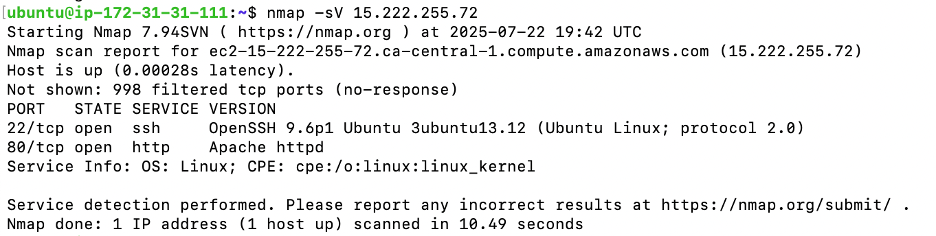 [ubuntu@ip-172-31-31-111:~$ nmap -sV 15.222.255.72
Starting Nmap 7.94SVN ( https://nmap.org ) at 2025-07-22 19:42 UTC
Nmap scan report for ec2-15-222-255-72.ca-central-1.compute.amazonaws.com (15.222.255.72)
Host is up (0.00028s latency).
Not shown: 998 filtered tcp ports (no-response)
PORT   STATE SERVICE VERSION
22/tcp open  ssh     OpenSSH 9.6p1 Ubuntu 3ubuntu13.12 (Ubuntu Linux; protocol 2.0)
80/tcp open  http    Apache httpd
Service Info: OS: Linux; CPE: cpe:/o:linux:linux_kernel

Service detection performed. Please report any incorrect results at https://nmap.org/submit/ .
Nmap done: 1 IP address (1 host up) scanned in 10.49 seconds